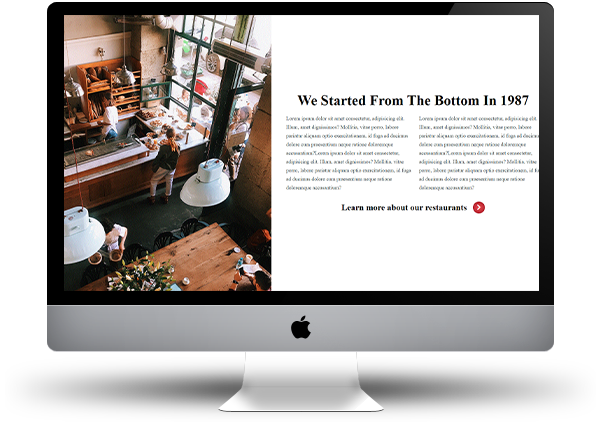 We Started From The Bottom In 1987
Lorem ipsum dolor sit amet consectetur, adipisicing elit.
Illum, amet dignissimos? Mollitia, vitae porro, labore
pariatur aliquam optio exercitationem, id fuga ad ducimus
dolore cum praesentium neque ratione doloremque
accusantium?Lorem ipsum dolor sit amet consectetur,
adipisicing elit. Illum, amet dignissimos? Mollitia, vitae
porro, labore pariatur aliquam optio exercitationem, id fuga
ad ducimus dolore cum praesentium neque ratione
doloremque accusantium?
Lorem ipsum dolor sit amet consectetur, adipisicing elit.
Illum, amet dignissimos? Mollitia, vitae porro, labore
pariatur aliquam optio exercitationem, id fuga ad
ducimus dolore cum praesentium neque ratione doloremque
accusantium?Lorem ipsum dolor sit amet consectetur,
adipisicing elit. Illum, amet dignissimos? Mollitia, vitae
porro, labore pariatur aliquam optio exercitationem, id
ad ducimus dolore cum praesentium neque ratione
doloremque accusantium?
Learn more about our restaurants